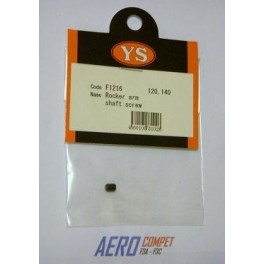 YS
Code F1216 120,140
Name Rocker arm
shaft screw
AERO COMPET
F3A - F3C